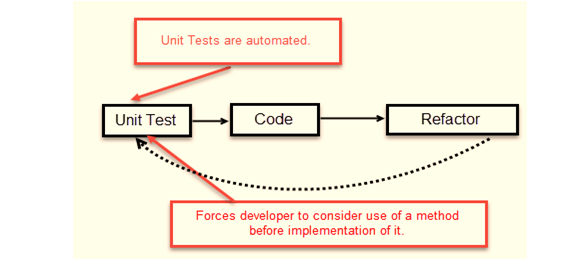 Unit Tests are automated.
Unit Test
Code
Refactor
Forces developer to consider use of a method
before implementation of it.